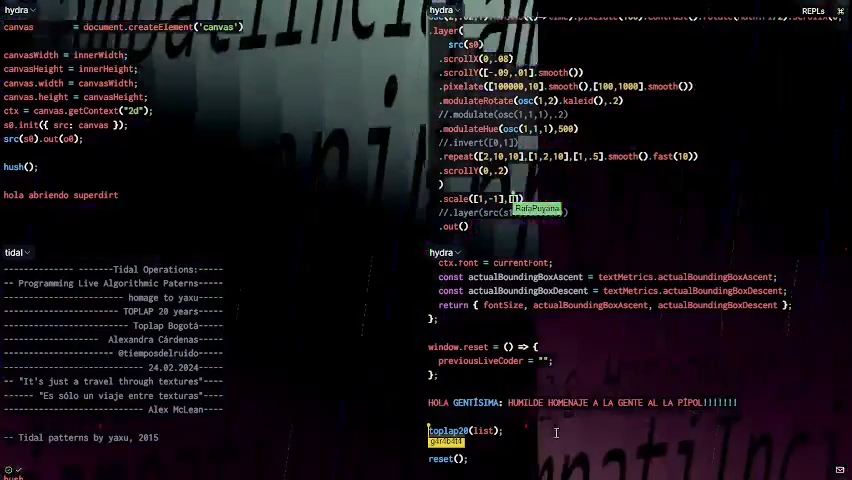 hydra
canvas = document.createElement('canvas')
canvasWidth = innerWidth;
canvasHeight = innerHeight;
canvas.width = canvasWidth;
canvas.height = canvasHeight;
ctx = canvas.getContext("2d");
s0.init({ src: canvas });
src(s0).out(o0);
hush();
hola abriendo superdirt
hydra
REPLs
.layer(
src(s0)
.scrollX(0,.08)
.scrollY([-.09,.01].smooth())
.pixelate([100000,10].smooth(),[100,1000].smooth)
.modulateRotate(osc(1,2).kaleid(),.2)
//.modulate(osc(1,1,1),.2)
.modulateHue(osc(1,1,1),500)
//.invert([0,1])
.repeat([2,10,10],[1,2,10],[1,.5].smooth().fast(10))
.scrollY(0,.2)
)
.scale([1,-1],[])
RafaPuyana
.out()
tidal
--------------- -------Tidal Operations:-----
-- Programming Live Algorithmic Paterns-----
------------------------ homage to yaxu-----
----------------------- TOPLAP 20 years-----
------------------------- Toplap Bogotá-----
-------------------- Alexandra Cárdenas-----
---------------------- @tiemposdelruido-----
---------------------------- 24.02.2024-----
-- "It's just a travel through textures"----
------ "Es sólo un viaje entre texturas"----
--------------------------- Alex McLean-----
-- Tidal patterns by yaxu, 2015
hush
hydra
ctx.font = currentFont;
const actualBoundingBoxAscent = textMetrics.actualBoundingBoxAscent;
const actualBoundingBoxDescent = textMetrics.actualBoundingBoxDescent;
return { fontSize, actualBoundingBoxAscent, actualBoundingBoxDescent };
};
window.reset = () => {
previousLiveCoder = "";
};
HOLA GENTÍSIMA: HUMILDE HOMENAJE A LA GENTE AL LA PÍPOL!!!!!!!
toplap20(list);
g4r4b4t4
reset();